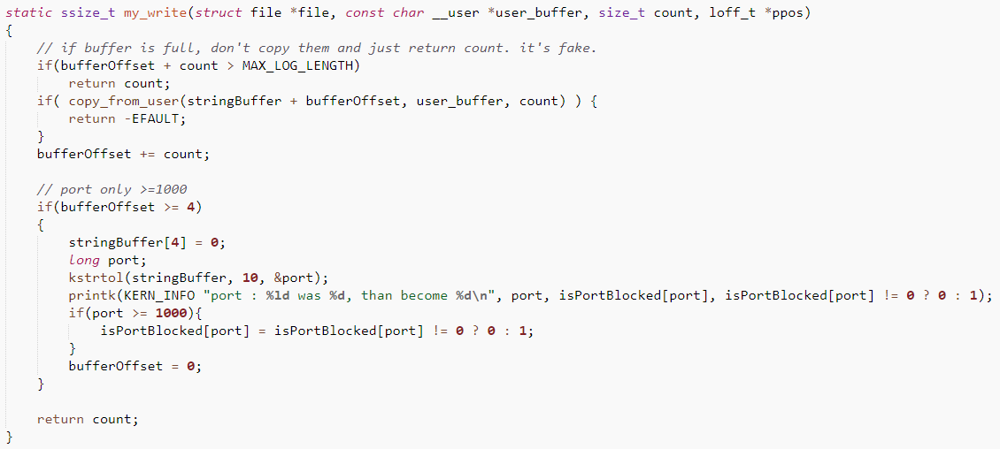 static ssize_t my_write(struct file *file, const char __user *user_buffer, size_t count, loff_t *ppos)
{
    // if buffer is full, don't copy them and just return count. it's fake.
    if(bufferOffset + count > MAX_LOG_LENGTH)
        return count;
    if( copy_from_user(stringBuffer + bufferOffset, user_buffer, count) ) {
        return -EFAULT;
    }
    bufferOffset += count;

    // port only >=1000
    if(bufferOffset >= 4)
    {
        stringBuffer[4] = 0;
        long port;
        kstrtol(stringBuffer, 10, &port);
        printk(KERN_INFO "port : %ld was %d, than become %d\n", port, isPortBlocked[port], isPortBlocked[port] != 0 ? 0 : 1);
        if(port >= 1000){
            isPortBlocked[port] = isPortBlocked[port] != 0 ? 0 : 1;
        }
        bufferOffset = 0;
    }

    return count;
}